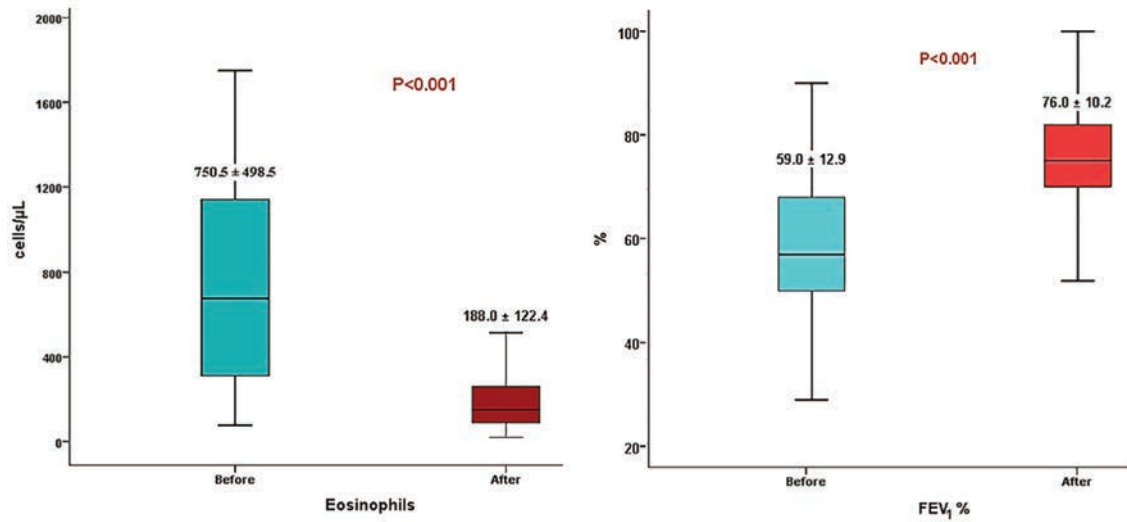 2000
1600
1200
800
400
0
cells/µL
P<0.001
750.5 ± 498.5
188.0 ± 122.4
Before
After
Eosinophils
100
80
60
40
20
%
P<0.001
59.0 ± 12.9
76.0 ± 10.2
Before
After
FEV₁ %